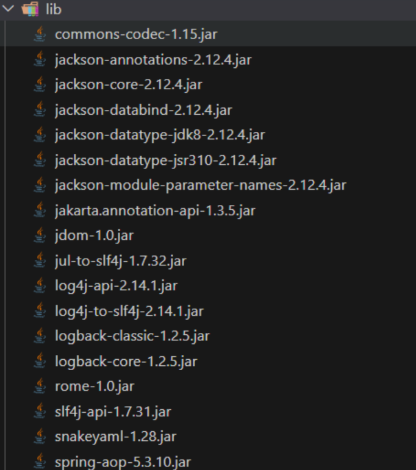 lib
commons-codec-1.15.jar
jackson-annotations-2.12.4.jar
jackson-core-2.12.4.jar
jackson-databind-2.12.4.jar
jackson-datatype-jdk8-2.12.4.jar
jackson-datatype-jsr310-2.12.4.jar
jackson-module-parameter-names-2.12.4.jar
jakarta.annotation-api-1.3.5.jar
jdom-1.0.jar
jul-to-slf4j-1.7.32.jar
log4j-api-2.14.1.jar
log4j-to-slf4j-2.14.1.jar
logback-classic-1.2.5.jar
logback-core-1.2.5.jar
rome-1.0.jar
slf4j-api-1.7.31.jar
snakeyaml-1.28.jar
spring-aop-5.3.10.jar